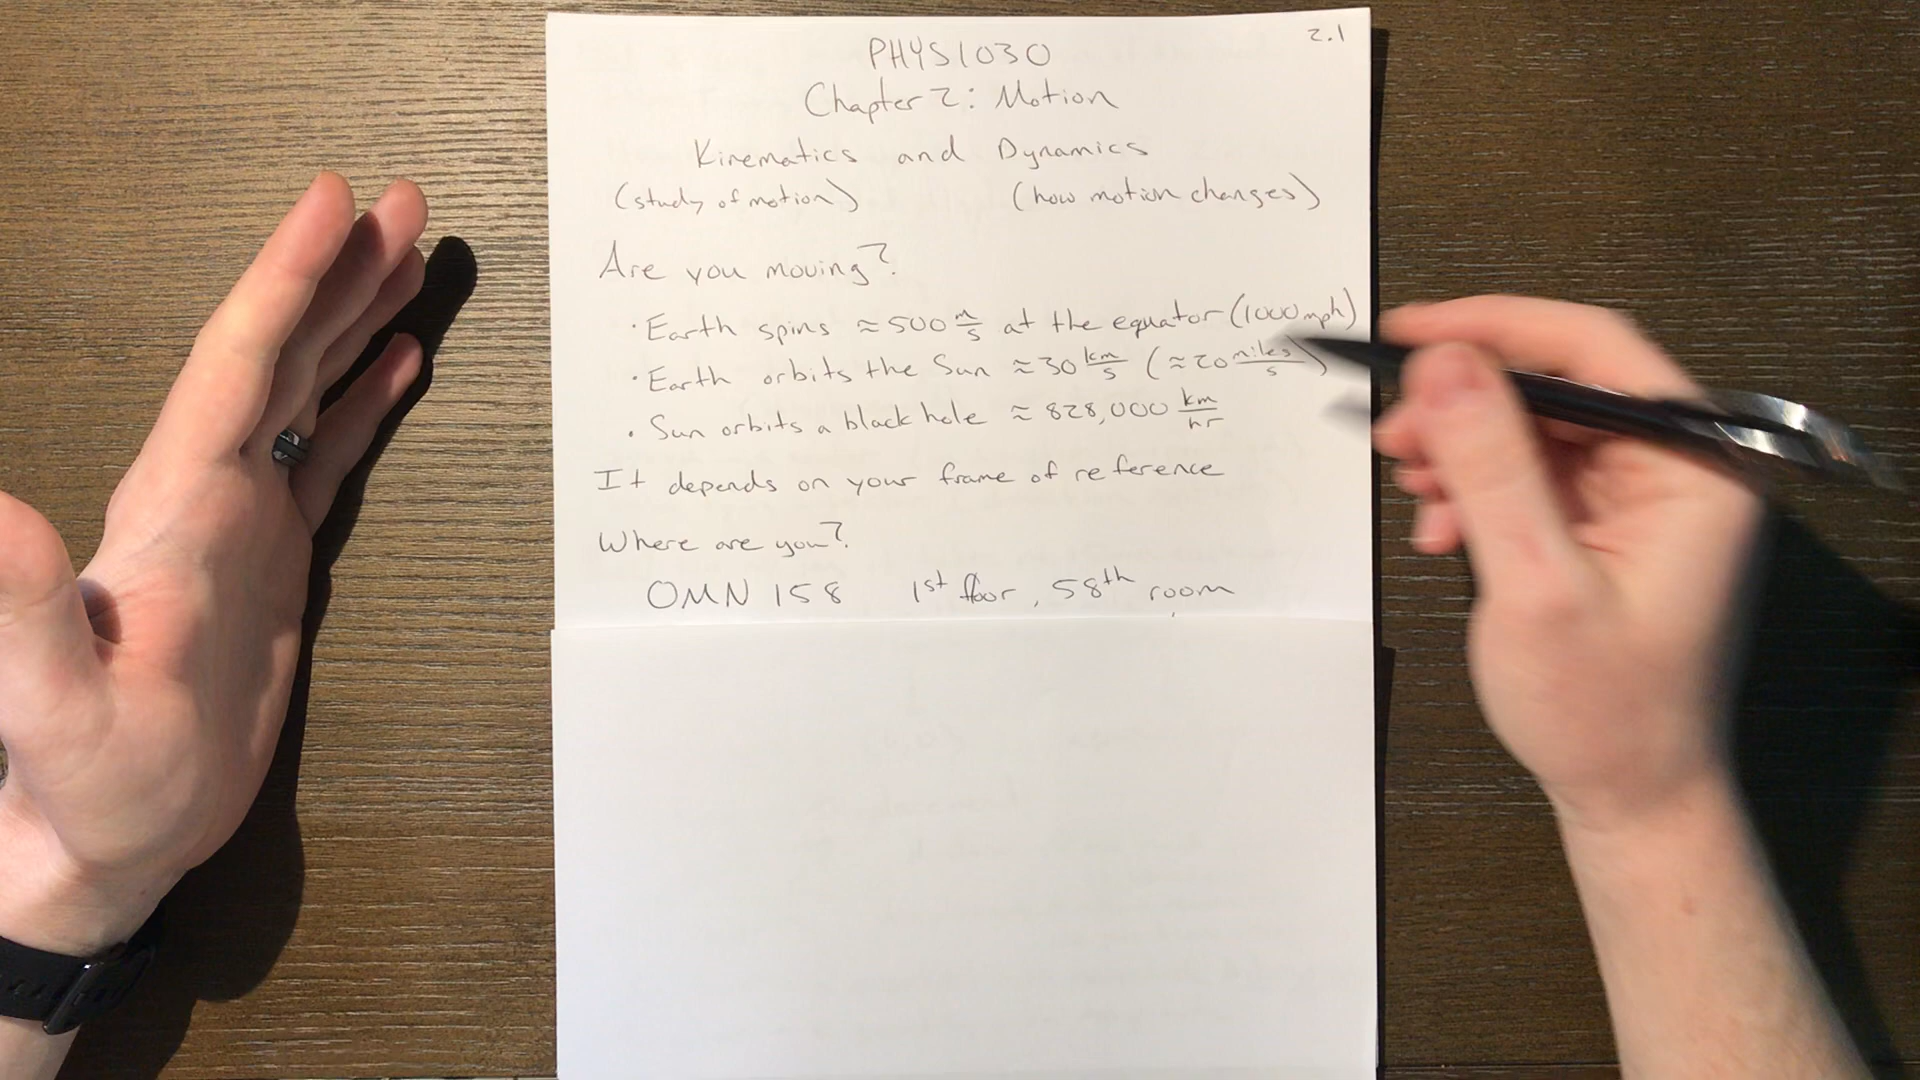 2.1
PHYS1030
Chapter 2: Motion
Kinematics and Dynamics
(study of motion) (how motion changes)
Are you moving?
· Earth spins ≈ 500 m/s at the equator (1000 mph)
· Earth orbits the Sun ≈ 30 km/s (≈ 20 miles/s)
· Sun orbits a black hole ≈ 828,000 km/hr
It depends on your frame of reference
Where are you?
OMN 158 1st floor, 58th room